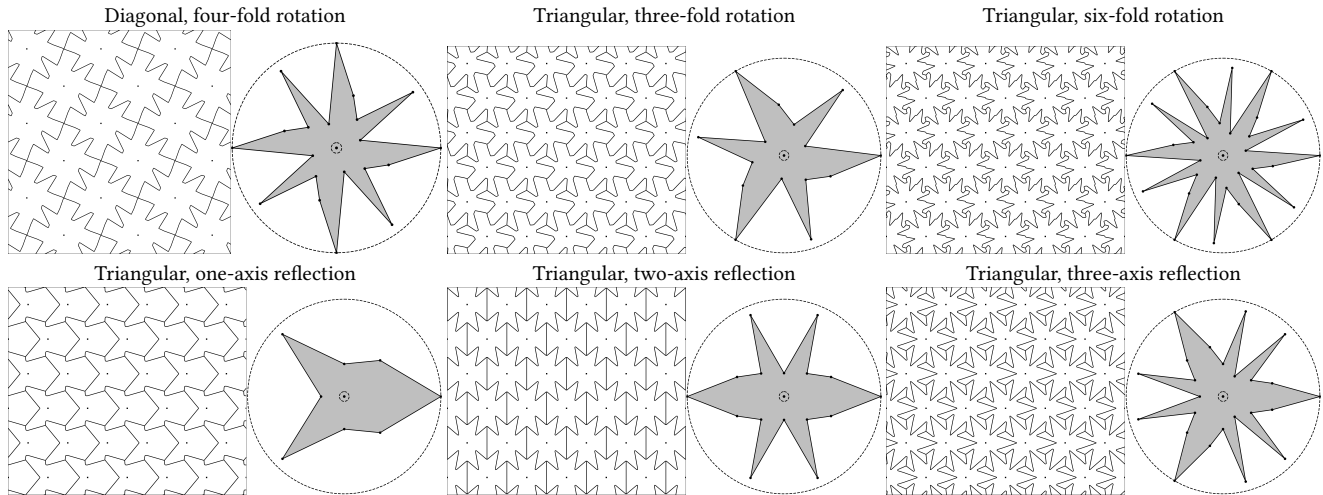 Diagonal, four-fold rotation
Triangular, three-fold rotation
Triangular, six-fold rotation
Triangular, one-axis reflection
Triangular, two-axis reflection
Triangular, three-axis reflection